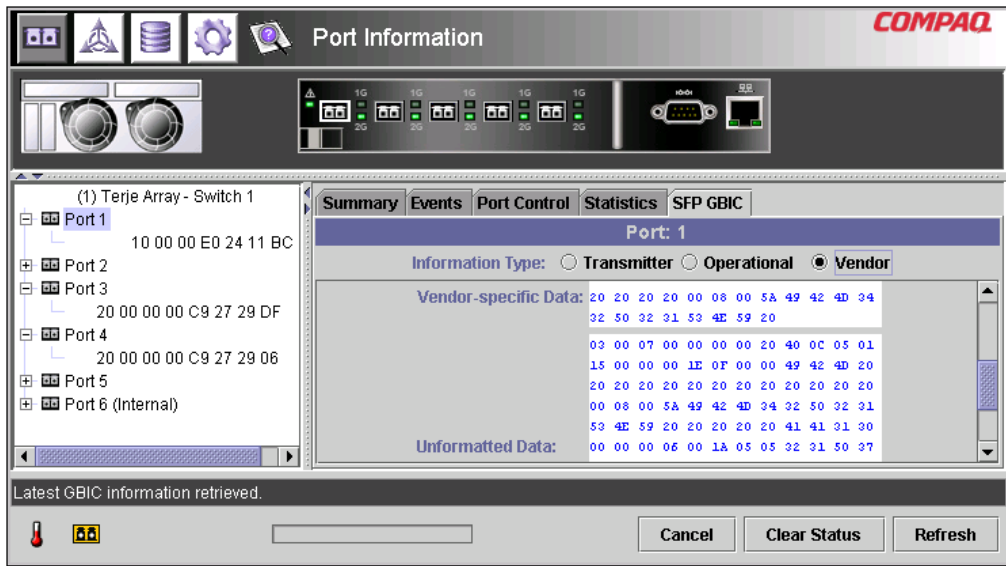 Port Information
COMPAQ
1G 1G 1G 1G 1G
2G 2G 2G 2G 2G
(1) Terje Array - Switch 1
Port 1
10 00 00 E0 24 11 BC
Port 2
Port 3
20 00 00 00 C9 27 29 DF
Port 4
20 00 00 00 C9 27 29 06
Port 5
Port 6 (Internal)
Summary Events Port Control Statistics SFP GBIC
Port: 1
Information Type: Transmitter Operational Vendor
Vendor-specific Data: 20 20 20 20 00 08 00 5A 49 42 4D 34
32 50 32 31 53 4E 59 20
03 00 07 00 00 00 00 20 40 0C 05 01
15 00 00 00 1E 0F 00 00 49 42 4D 20
20 20 20 20 20 20 20 20 20 20 20 20
00 08 00 5A 49 42 4D 34 32 50 32 31
53 4E 59 20 20 20 20 20 41 41 31 30
Unformatted Data: 00 00 00 06 00 1A 05 05 32 31 50 37
Latest GBIC information retrieved.
Cancel Clear Status Refresh